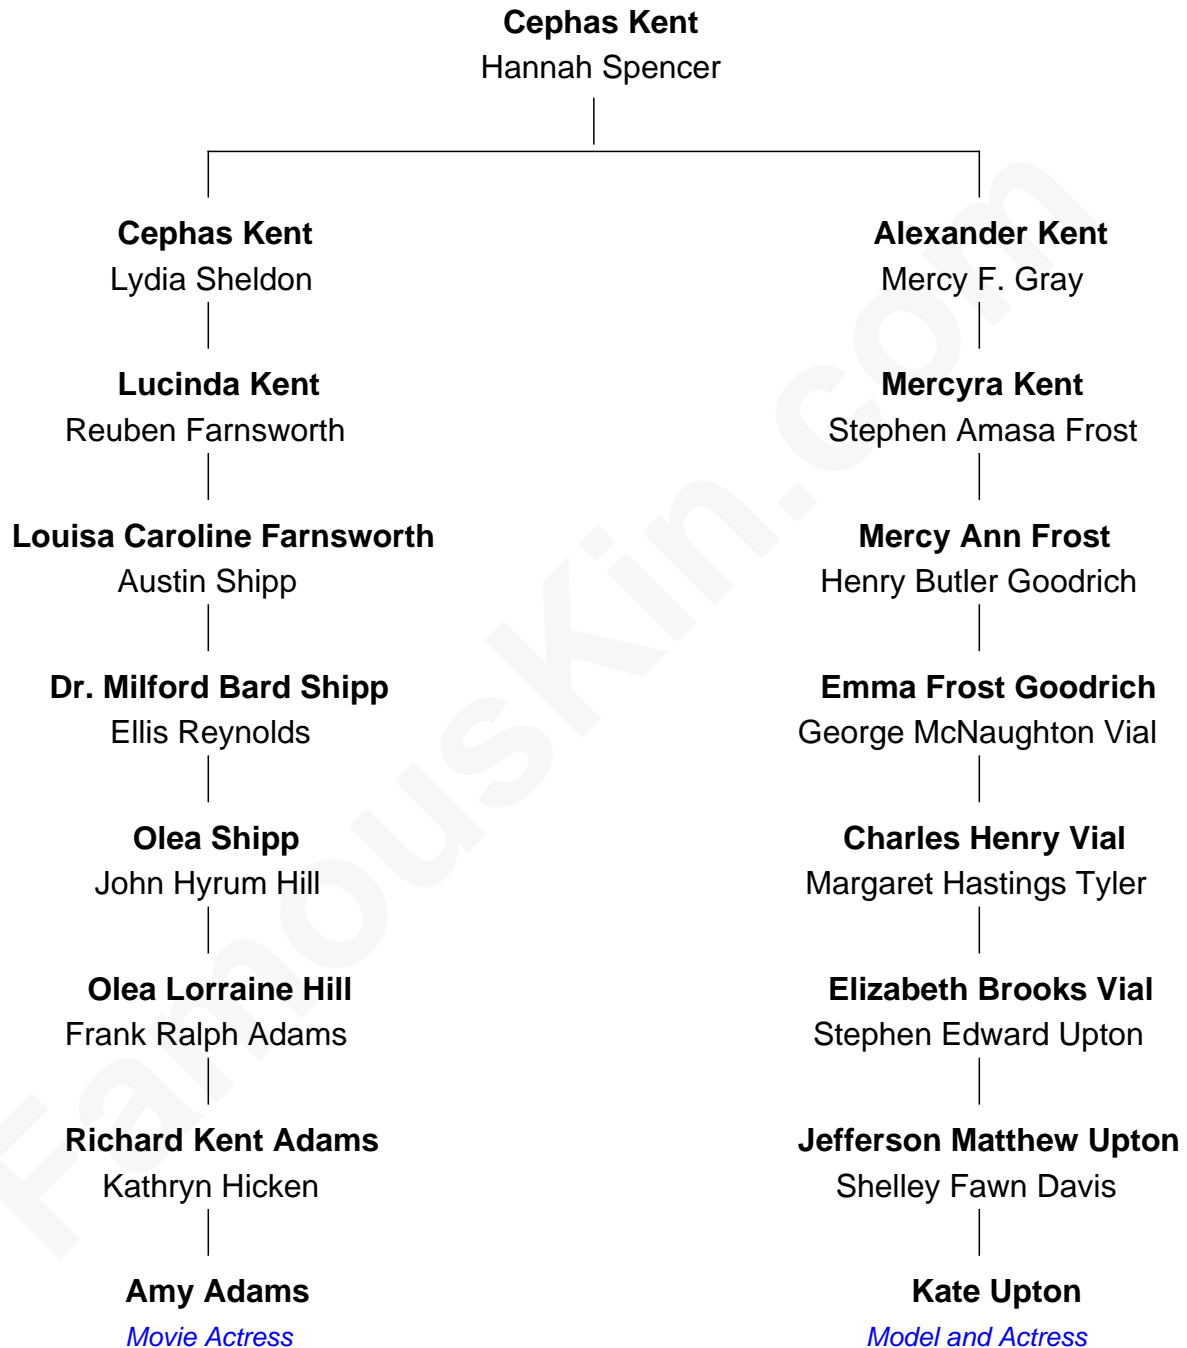 Cephas Kent
Hannah Spencer
Cephas Kent
Lydia Sheldon
Lucinda Kent
Reuben Farnsworth
Louisa Caroline Farnsworth
Austin Shipp
Dr. Milford Bard Shipp
Ellis Reynolds
Olea Shipp
John Hyrum Hill
Olea Lorraine Hill
Frank Ralph Adams
Richard Kent Adams
Kathryn Hicken
Amy Adams
Movie Actress
Alexander Kent
Mercy F. Gray
Mercyra Kent
Stephen Amasa Frost
Mercy Ann Frost
Henry Butler Goodrich
Emma Frost Goodrich
George McNaughton Vial
Charles Henry Vial
Margaret Hastings Tyler
Elizabeth Brooks Vial
Stephen Edward Upton
Jefferson Matthew Upton
Shelley Fawn Davis
Kate Upton
Model and Actress
FamousKin.com